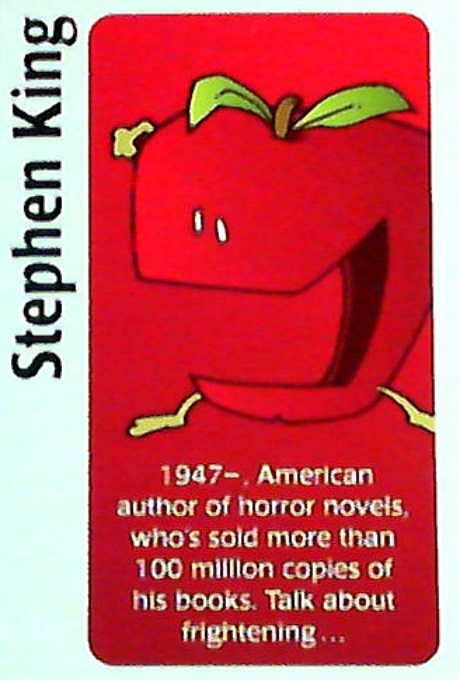 Stephen King
1947–. American
author of horror novels,
who's sold more than
100 million copies of
his books. Talk about
frightening...